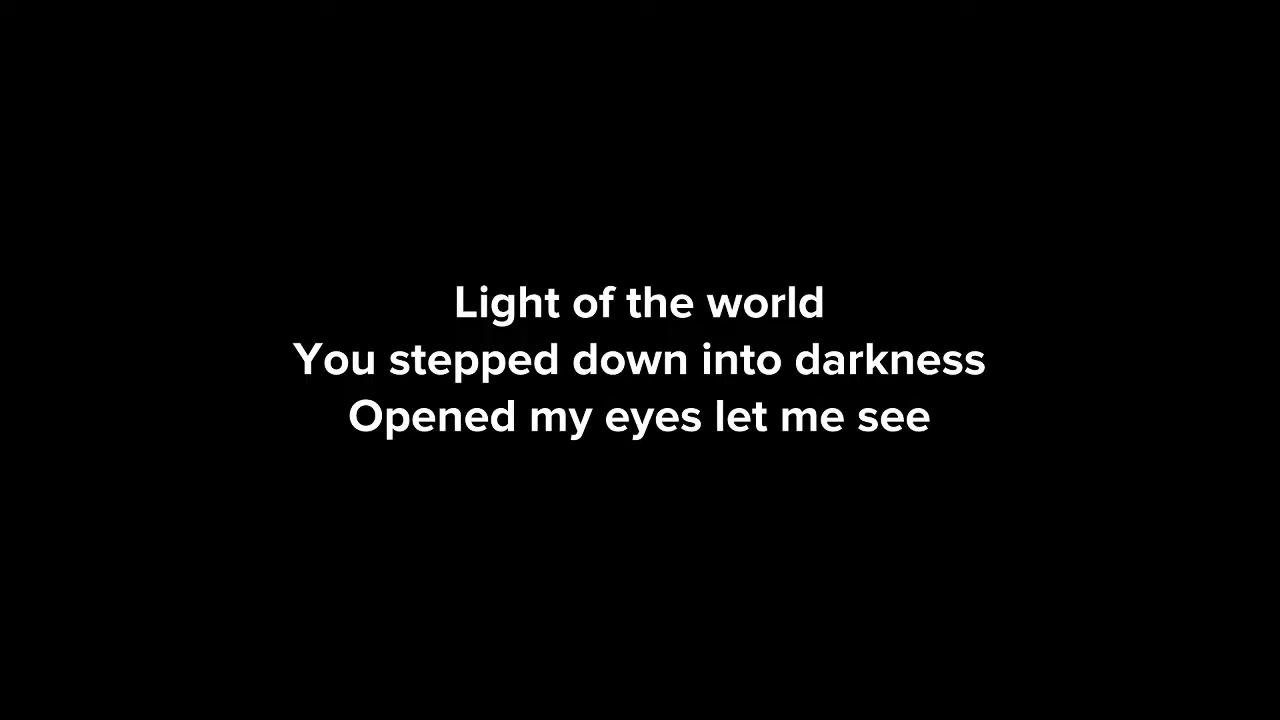 Light of the world
You stepped down into darkness
Opened my eyes let me see